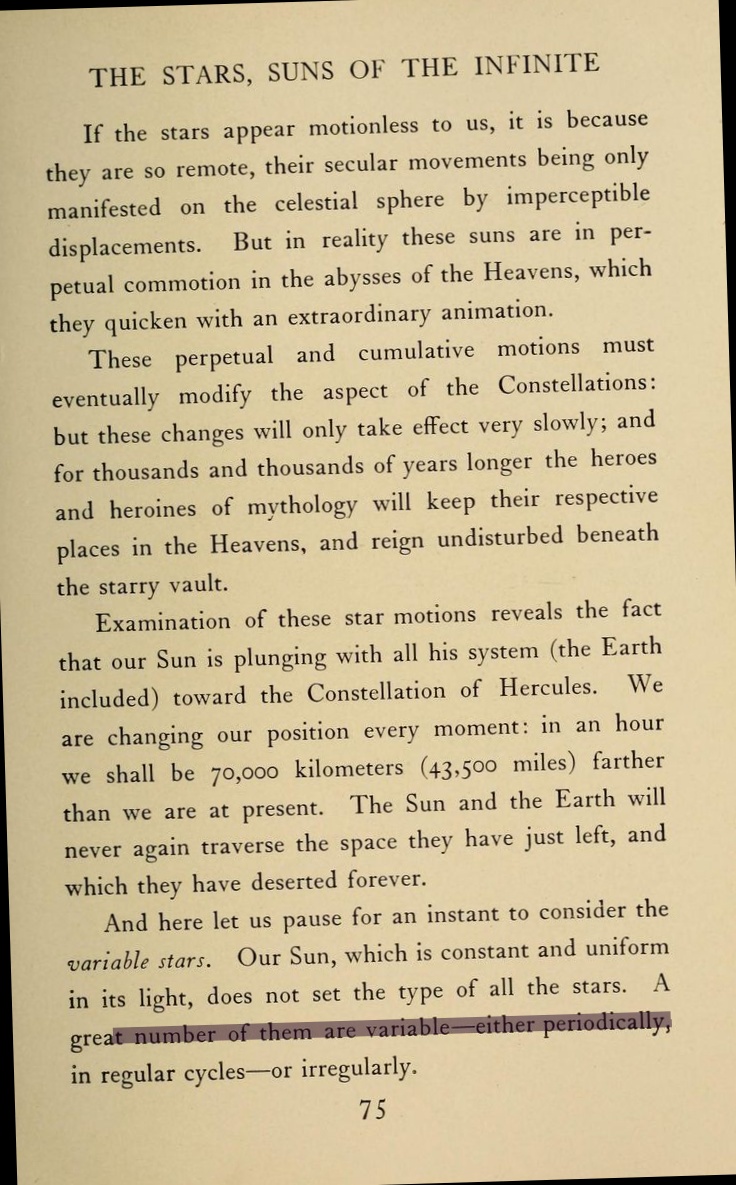 THE STARS, SUNS OF THE INFINITE
If the stars appear motionless to us, it is because
they are so remote, their secular movements being only
manifested on the celestial sphere by imperceptible
displacements. But in reality these suns are in per-
petual commotion in the abysses of the Heavens, which
they quicken with an extraordinary animation.
These perpetual and cumulative motions must
eventually modify the aspect of the Constellations:
but these changes will only take effect very slowly; and
for thousands and thousands of years longer the heroes
and heroines of mythology will keep their respective
places in the Heavens, and reign undisturbed beneath
the starry vault.
Examination of these star motions reveals the fact
that our Sun is plunging with all his system (the Earth
included) toward the Constellation of Hercules. We
are changing our position every moment: in an hour
we shall be 70,000 kilometers (43,500 miles) farther
than we are at present. The Sun and the Earth will
never again traverse the space they have just left, and
which they have deserted forever.
And here let us pause for an instant to consider the
variable stars. Our Sun, which is constant and uniform
in its light, does not set the type of all the stars. A
great number of them are variable—either periodically,
in regular cycles—or irregularly.
75